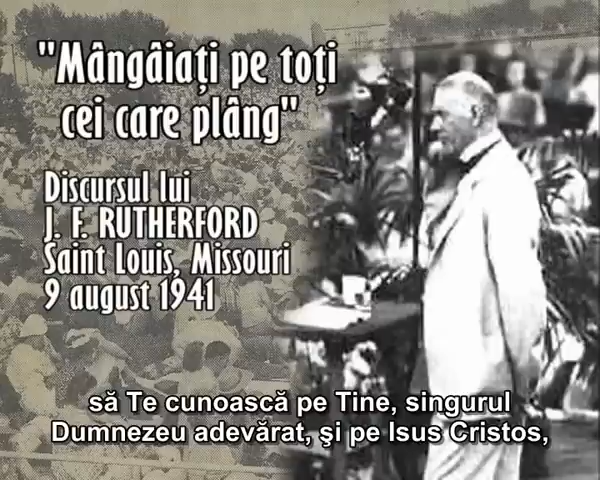 "Mângâiați pe toți
cei care plâng"
Discursul lui
J. F. RUTHERFORD
Saint Louis, Missouri
9 august 1941
să Te cunoască pe Tine, singurul
Dumnezeu adevărat, şi pe Isus Cristos,